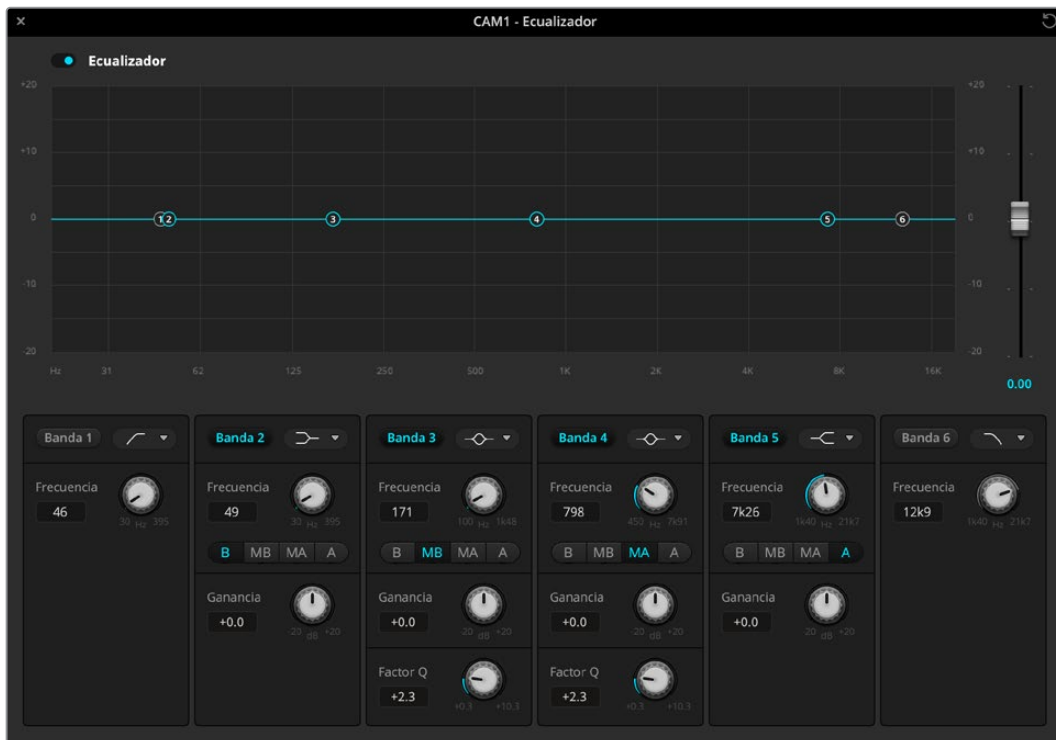 × CAM1 - Ecualizador
Ecualizador
+20 +20
+10 +10
0 1 2 3 4 5 6 0
-10 -10
-20 -20
Hz 31 62 125 250 500 1K 2K 4K 8K 16K
0.00
Banda 1 Banda 2 Banda 3 Banda 4 Banda 5 Banda 6
Frecuencia Frecuencia Frecuencia Frecuencia Frecuencia Frecuencia
46 49 171 798 7k26 12k9
30 Hz 395 30 Hz 395 100 Hz 1k48 450 Hz 7k91 1k40 Hz 21k7 1k40 Hz 21k7
B MB MA A B MB MA A B MB MA A B MB MA A
Ganancia Ganancia Ganancia Ganancia
+0.0 +0.0 +0.0 +0.0
-20 dB +20 -20 dB +20 -20 dB +20 -20 dB +20
Factor Q Factor Q
+2.3 +2.3
+0.3 +10.3 +0.3 +10.3